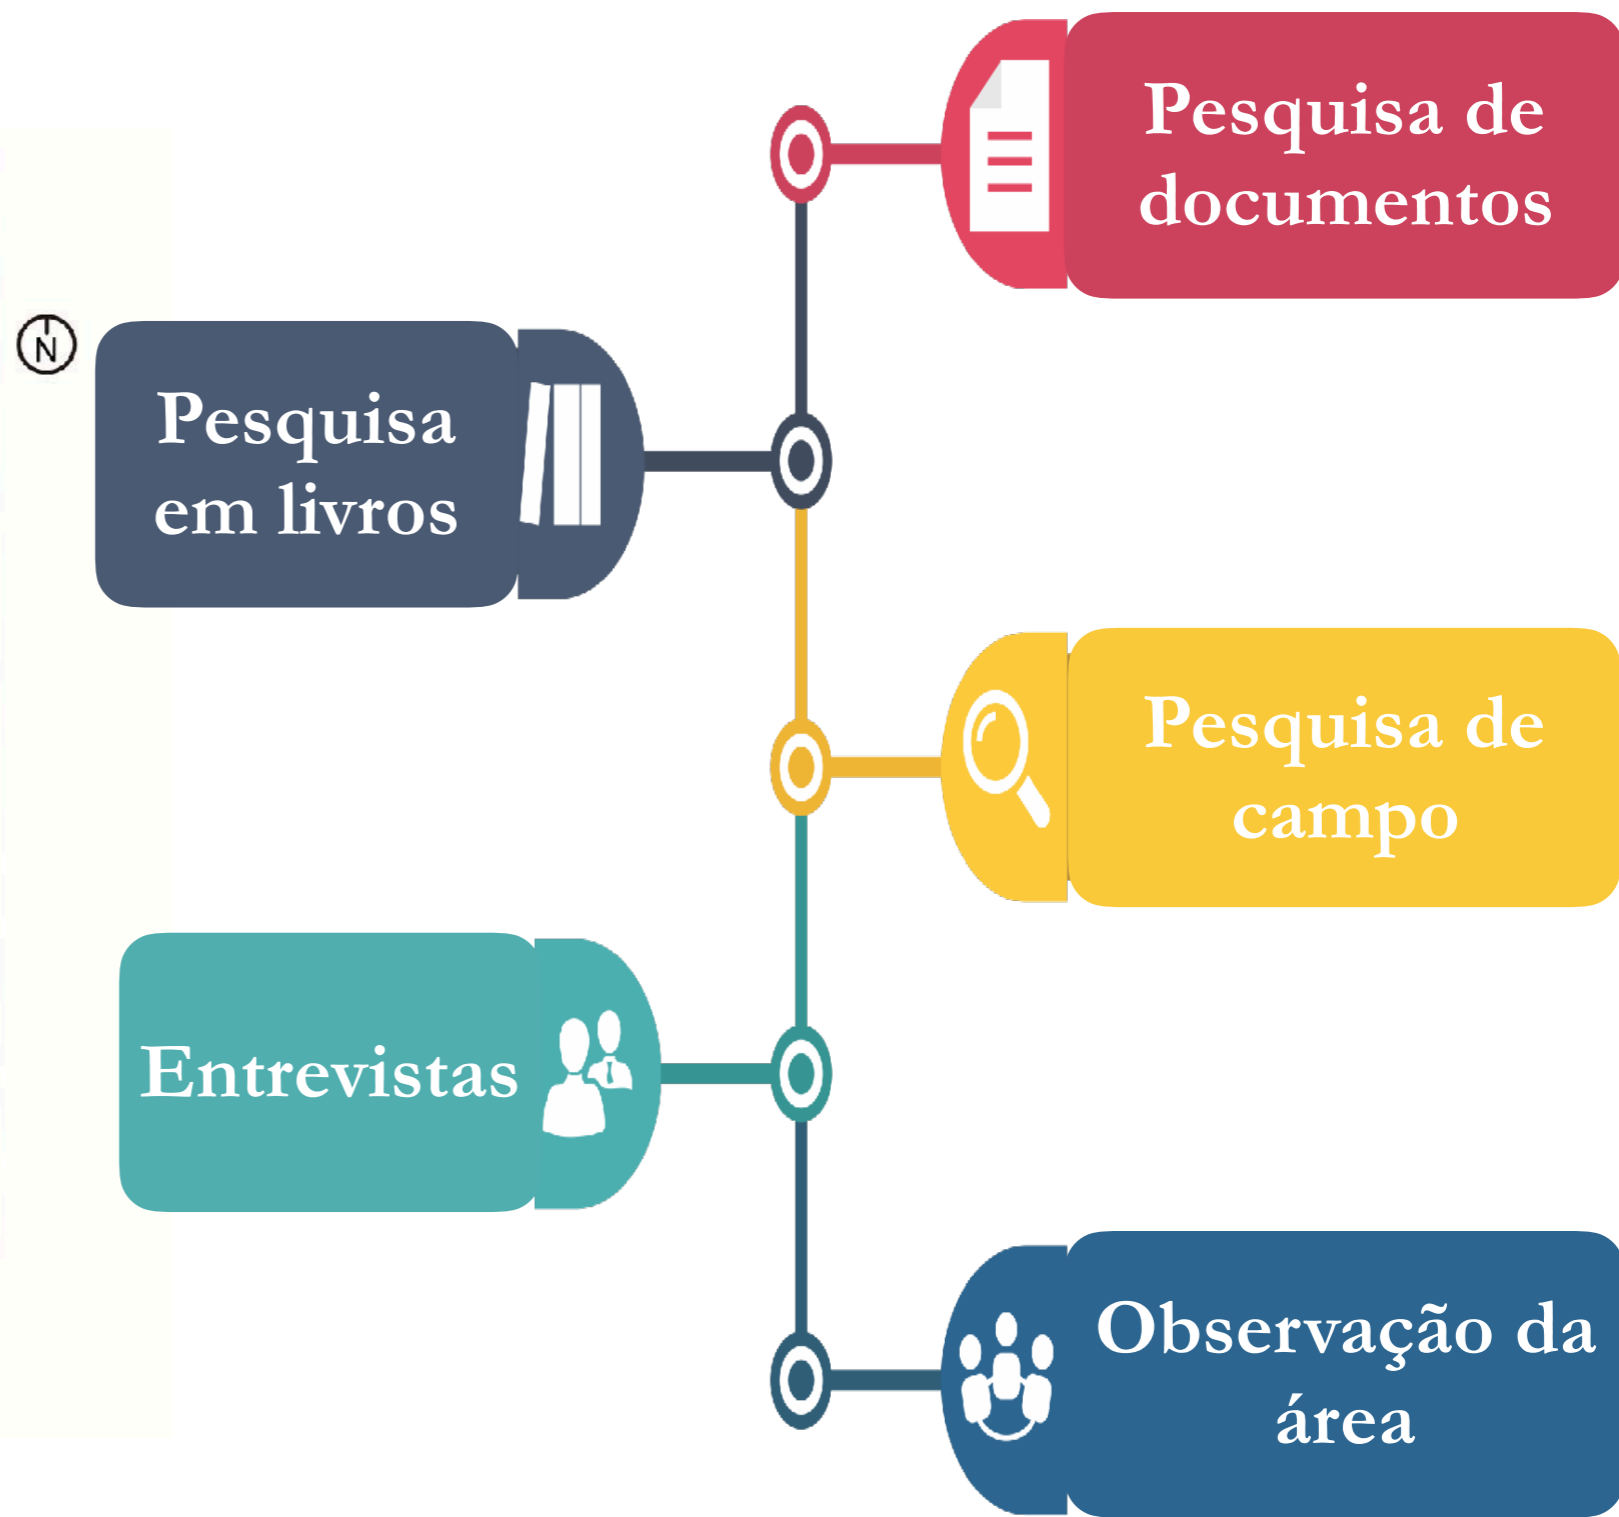 Pesquisa de
documentos
N
Pesquisa
em livros
Pesquisa de
campo
Entrevistas
Observação da
área